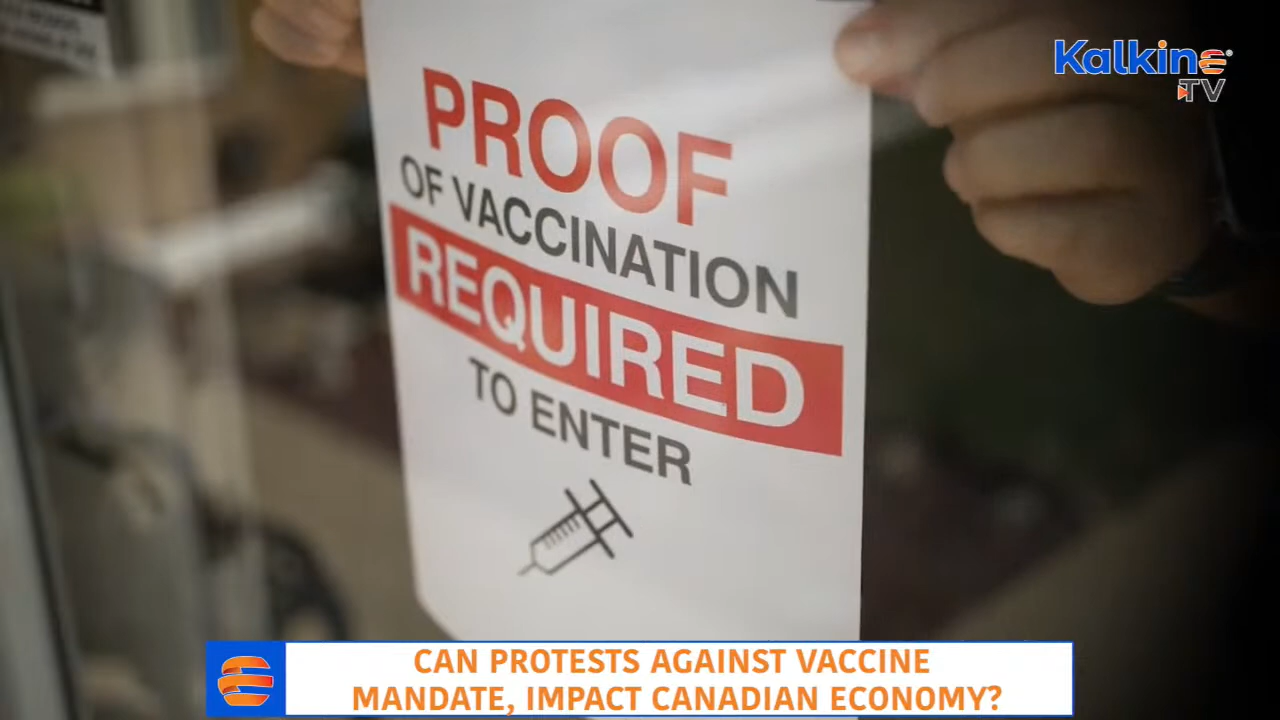 Kalkine
TV
PROOF
OF VACCINATION
REQUIRED
TO ENTER
CAN PROTESTS AGAINST VACCINE
MANDATE, IMPACT CANADIAN ECONOMY?